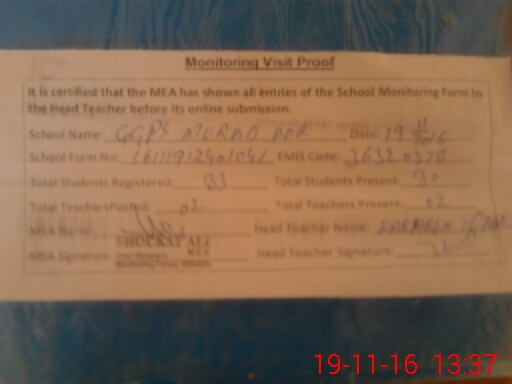 Monitoring Visit Proof
It is certified that the MEA has shown all entries of the School Monitoring Form to
the Head Teacher before its online submission.
School Name: GGPS MURAD Date: 19
School Form No: EMIS Code:
Total Students Registered: Total Students Present: 90
Total Teachers Posted: 02 Total Teachers Present: 02
MEA Name: Head Teacher Name:
SHOUKAT ALI
MEA
MEA Signature: Head Teacher Signature:
19-11-16 13:37